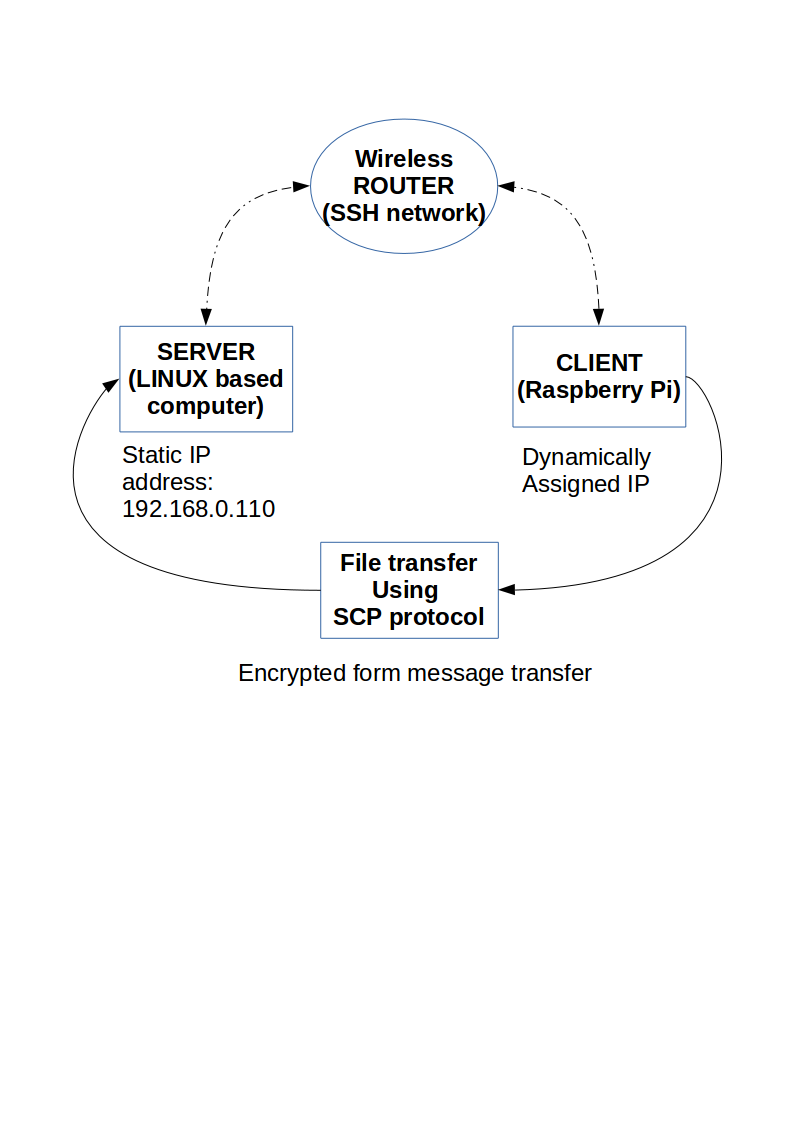 Wireless
ROUTER
(SSH network)
SERVER
(LINUX based
computer)
CLIENT
(Raspberry Pi)
Static IP
address:
192.168.0.110
Dynamically
Assigned IP
File transfer
Using
SCP protocol
Encrypted form message transfer